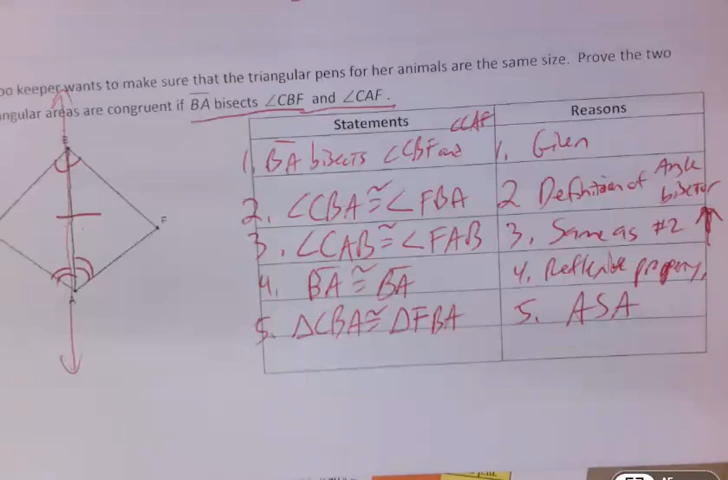 oo keeper wants to make sure that the triangular pens for her animals are the same size. Prove the two
ngular areas are congruent if BA bisects ∠CBF and ∠CAF.
Statements
Reasons
∠CAF
1. BA bisects ∠CBF and
1. Given
2. ∠CBA ≅ ∠FBA
2 Definition of Angle bisector
3. ∠CAB ≅ ∠FAB
3. Same as #2
4. BA ≅ BA
4. Reflexive property.
5. ΔCBA ≅ ΔFBA
5. ASA
B
F
A